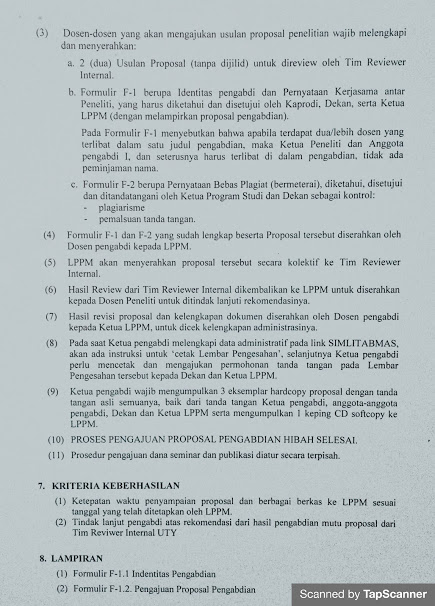 (3) Dosen-dosen yang akan mengajukan usulan proposal penelitian wajib melengkapi
dan menyerahkan:
a. 2 (dua) Usulan Proposal (tanpa dijilid) untuk direview oleh Tim Reviewer
Internal.
b. Formulir F-1 berupa Identitas pengabdi dan Pernyataan Kerjasama antar
Peneliti, yang harus diketahui dan disetujui oleh Kaprodi, Dekan, serta Ketua
LPPM (dengan melampirkan proposal pengabdian).
Pada Formulir F-1 menyebutkan bahwa apabila terdapat dua/lebih dosen yang
terlibat dalam satu judul pengabdian, maka Ketua Peneliti dan Anggota
pengabdi I, dan seterusnya harus terlibat di dalam pengabdian, tidak ada
peminjaman nama.
c. Formulir F-2 berupa Pernyataan Bebas Plagiat (bermeterai), diketahui, disetujui
dan ditandatangani oleh Ketua Program Studi dan Dekan sebagai kontrol:
- plagiarisme
- pemalsuan tanda tangan.
(4) Formulir F-1 dan F-2 yang sudah lengkap beserta Proposal tersebut diserahkan oleh
Dosen pengabdi kepada LPPM.
(5) LPPM akan menyerahkan proposal tersebut secara kolektif ke Tim Reviewer
Internal.
(6) Hasil Review dari Tim Reviewer Internal dikembalikan ke LPPM untuk diserahkan
kepada Dosen Peneliti untuk ditindak lanjuti rekomendasinya.
(7) Hasil revisi proposal dan kelengkapan dokumen diserahkan oleh Dosen pengabdi
kepada Ketua LPPM, untuk dicek kelengkapan administrasinya.
(8) Pada saat Ketua pengabdi melengkapi data administratif pada link SIMLITABMAS,
akan ada instruksi untuk 'cetak Lembar Pengesahan', selanjutnya Ketua pengabdi
perlu mencetak dan mengajukan permohonan tanda tangan pada Lembar
Pengesahan tersebut kepada Dekan dan Ketua LPPM.
(9) Ketua pengabdi wajib mengumpulkan 3 eksemplar hardcopy proposal dengan tanda
tangan asli semuanya, baik dari tanda tangan Ketua pengabdi, anggota-anggota
pengabdi, Dekan dan Ketua LPPM serta mengumpulkan 1 keping CD softcopy ke
LPPM.
(10) PROSES PENGAJUAN PROPOSAL PENGABDIAN HIBAH SELESAI.
(11) Prosedur pengajuan dana seminar dan publikasi diatur secara terpisah.
7. KRITERIA KEBERHASILAN
(1) Ketepatan waktu penyampaian proposal dan berbagai berkas ke LPPM sesuai
tanggal yang telah ditetapkan oleh LPPM.
(2) Tindak lanjut pengabdi atas rekomendasi dari hasil pengabdian mutu proposal dari
Tim Reviwer Internal UTY
8. LAMPIRAN
(1) Formulir F-1.1 Indentitas Pengabdian
(2) Formulir F-1.2. Pengajuan Proposal Pengabdian
Scanned by TapScanner